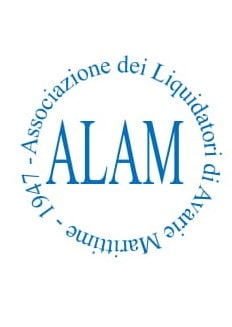 1947 - Associazione dei Liquidatori di Avarie Marittime -
ALAM